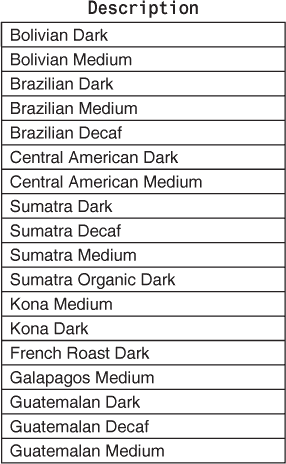 Description
Bolivian Dark
Bolivian Medium
Brazilian Dark
Brazilian Medium
Brazilian Decaf
Central American Dark
Central American Medium
Sumatra Dark
Sumatra Decaf
Sumatra Medium
Sumatra Organic Dark
Kona Medium
Kona Dark
French Roast Dark
Galapagos Medium
Guatemalan Dark
Guatemalan Decaf
Guatemalan Medium